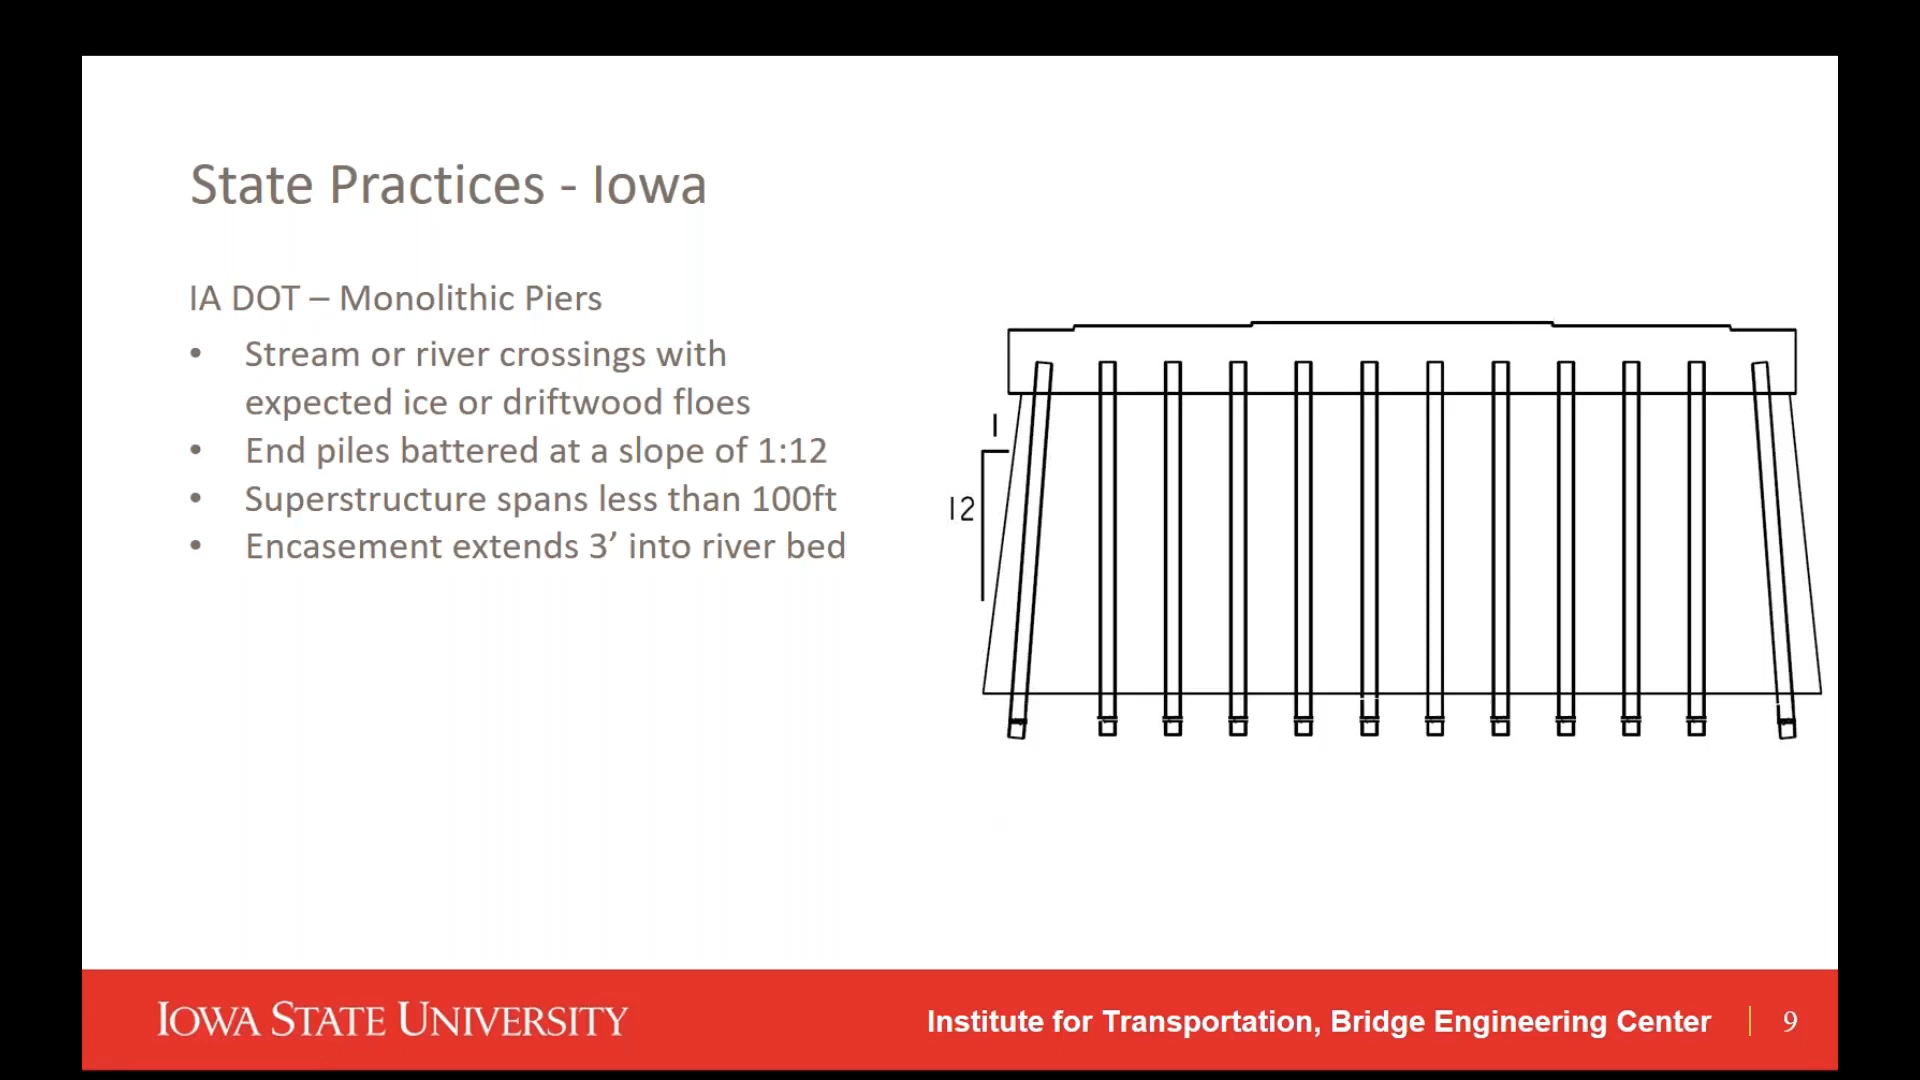 State Practices - Iowa
IA DOT – Monolithic Piers
• Stream or river crossings with
expected ice or driftwood floes
• End piles battered at a slope of 1:12
• Superstructure spans less than 100ft
• Encasement extends 3’ into river bed
1
12
IOWA STATE UNIVERSITY
Institute for Transportation, Bridge Engineering Center | 9